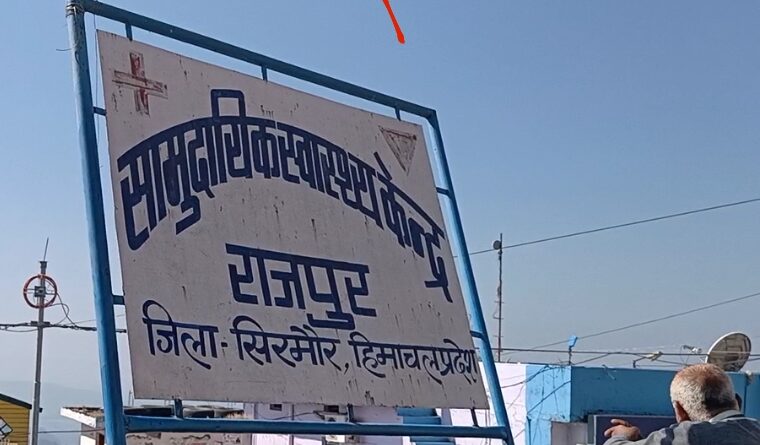 सामुदायिक स्वास्थ्य केन्द्र
राजपुर
जिला - सिरमौर, हिमाचल प्रदेश